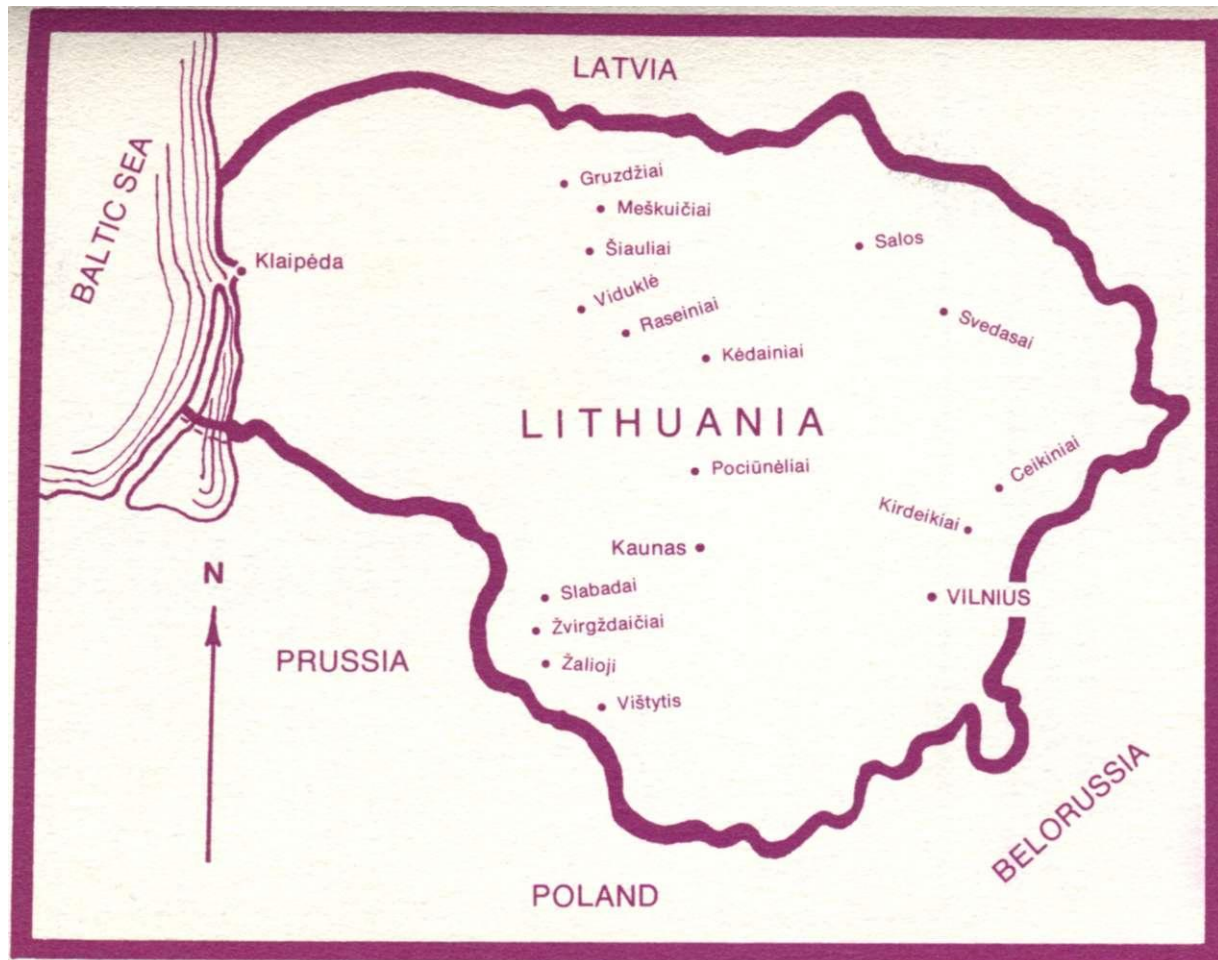 LATVIA
BALTIC SEA
Gruzdžiai
Meškuičiai
Šiauliai
Salos
Klaipėda
Viduklė
Raseiniai
Svedasai
Kėdainiai
LITHUANIA
Pociūnėliai
Ceikiniai
Kirdeikiai
Kaunas
N
Slabadai
VILNIUS
Žvirgždaičiai
PRUSSIA
Žalioji
Vištytis
BELORUSSIA
POLAND